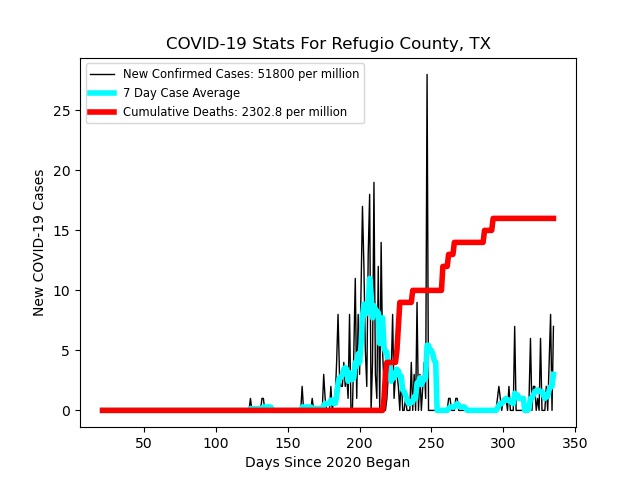 COVID-19 Stats For Refugio County, TX
New Confirmed Cases: 51800 per million
7 Day Case Average
Cumulative Deaths: 2302.8 per million
New COVID-19 Cases
25
20
15
10
5
0
50
100
150
200
250
300
350
Days Since 2020 Began